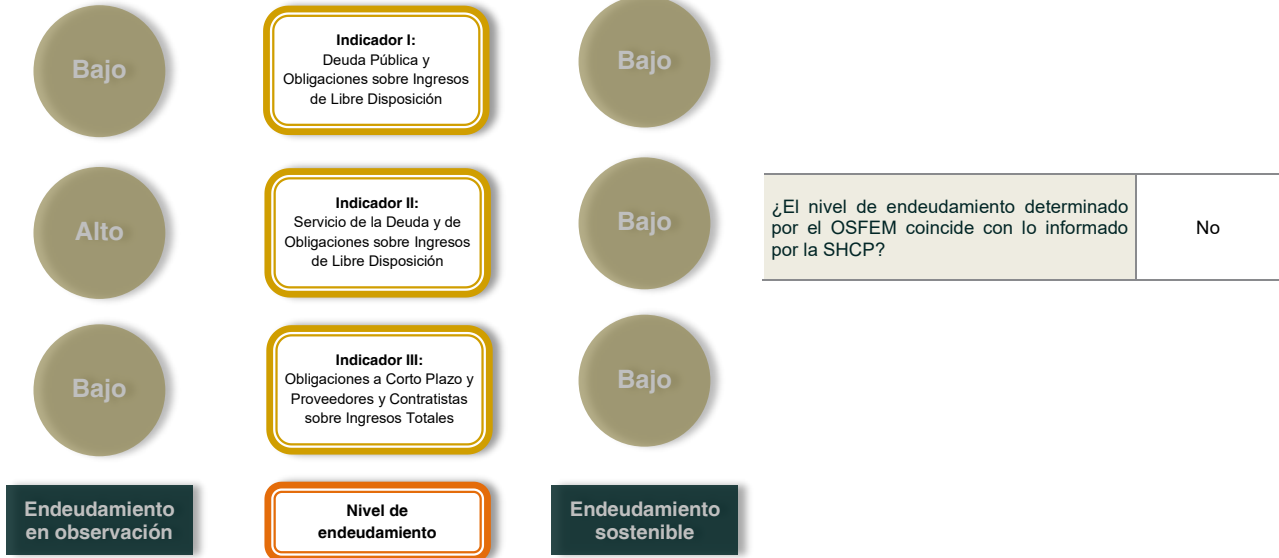 Bajo
Indicador I:
Deuda Pública y
Obligaciones sobre Ingresos
de Libre Disposición
Bajo
Alto
Indicador II:
Servicio de la Deuda y de
Obligaciones sobre Ingresos
de Libre Disposición
Bajo
¿El nivel de endeudamiento determinado
por el OSFEM coincide con lo informado
por la SHCP?
No
Bajo
Indicador III:
Obligaciones a Corto Plazo y
Proveedores y Contratistas
sobre Ingresos Totales
Bajo
Endeudamiento
en observación
Nivel de
endeudamiento
Endeudamiento
sostenible